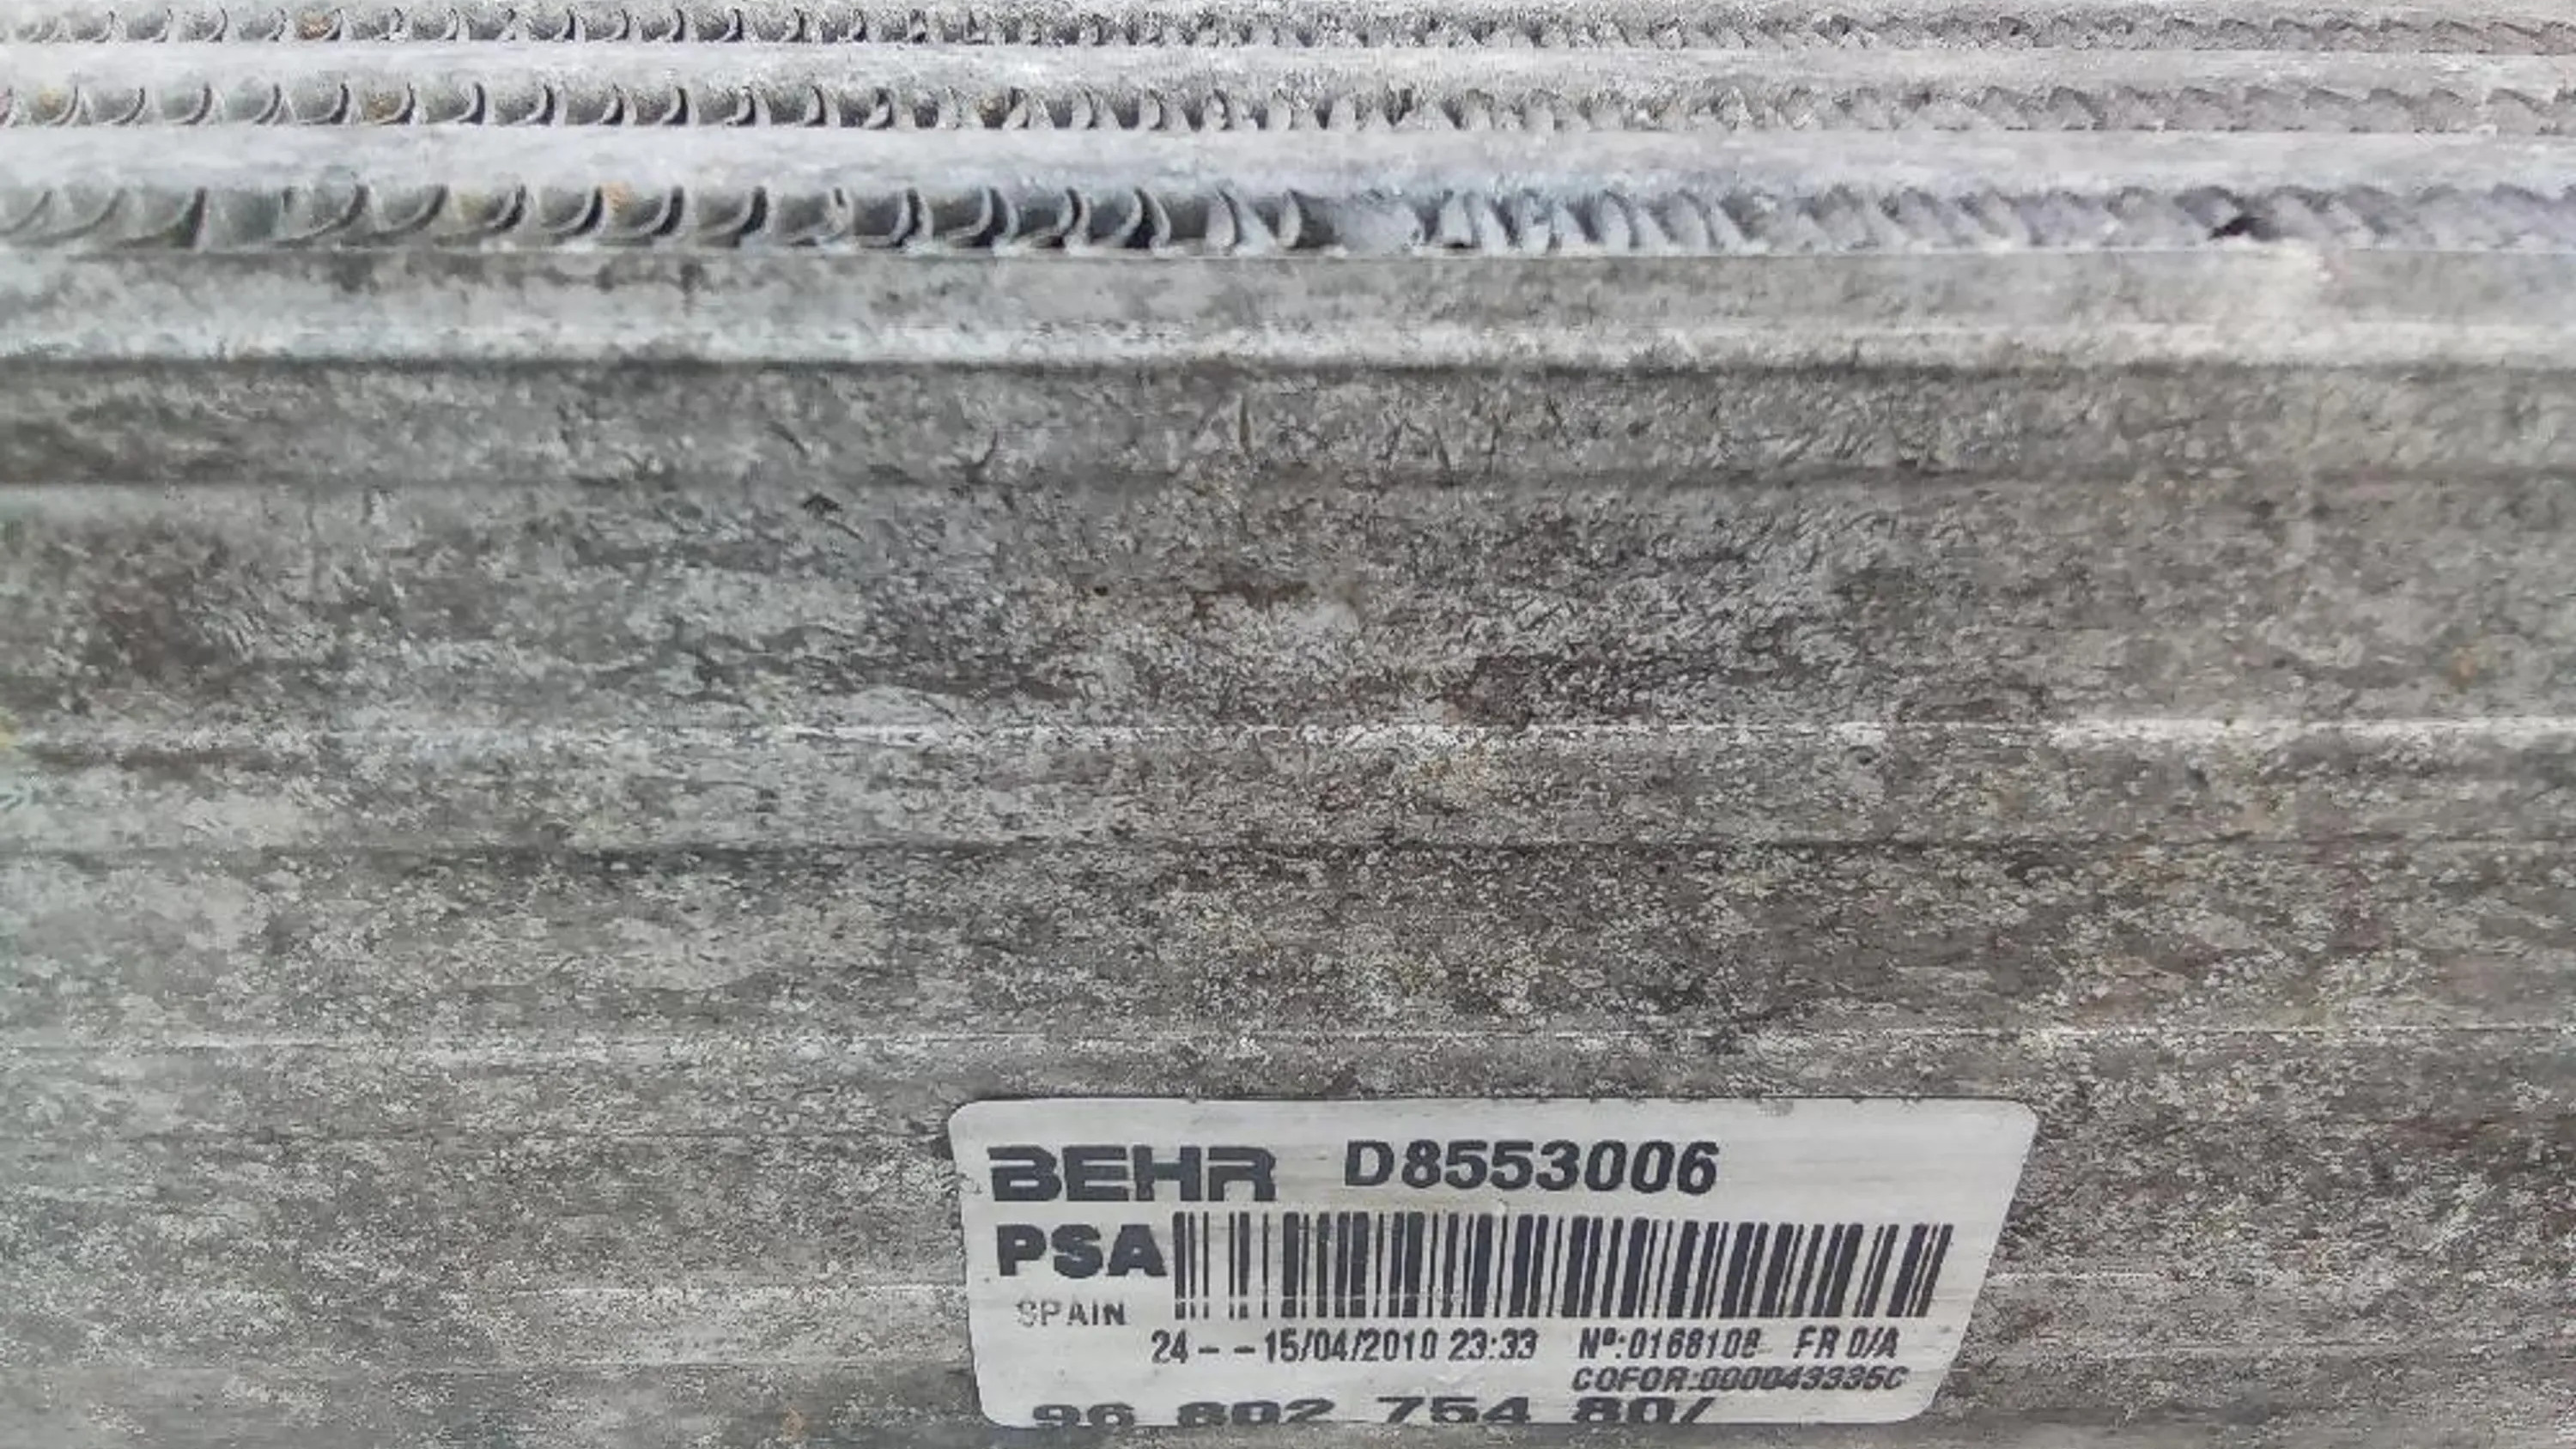 BEHR D8553006
PSA
SPAIN
24- -15/04/2010 23:33 Nº:0168108 FR 0/A
COFOR:000043335C
96 802 754 80/